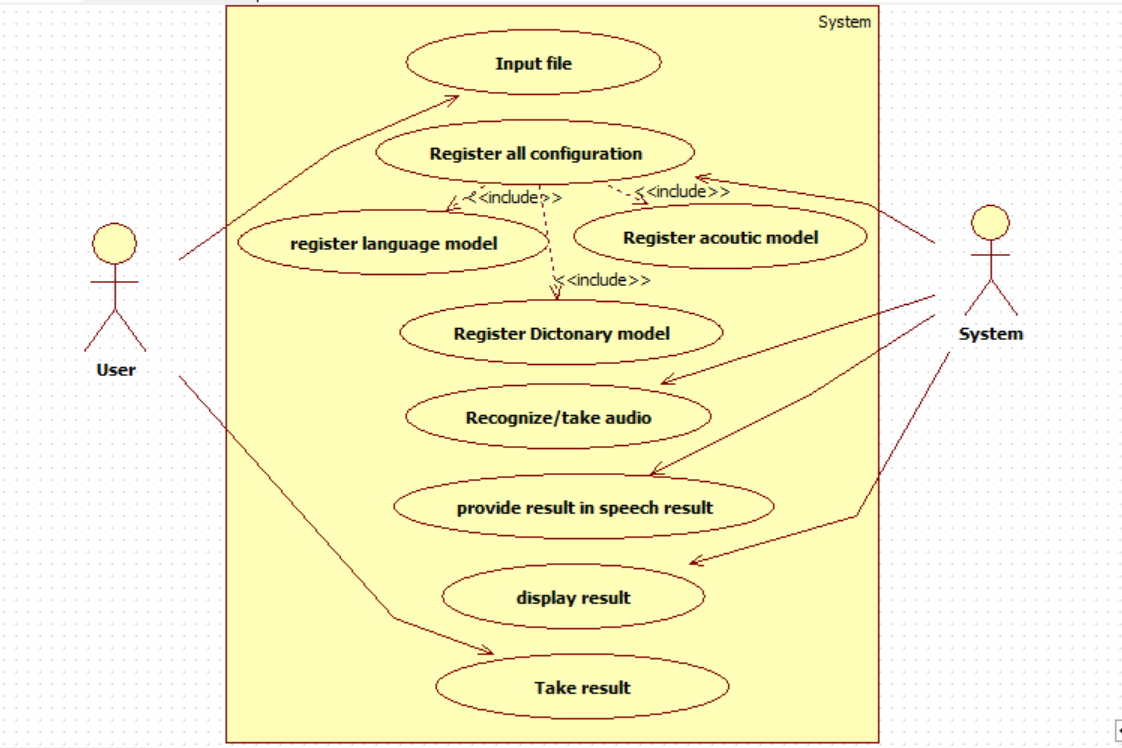 System
Input file
Register all configuration
<<include>>
<<include>>
register language model
Register acoutic model
<<include>>
Register Dictonary model
System
User
Recognize/take audio
provide result in speech result
display result
Take result